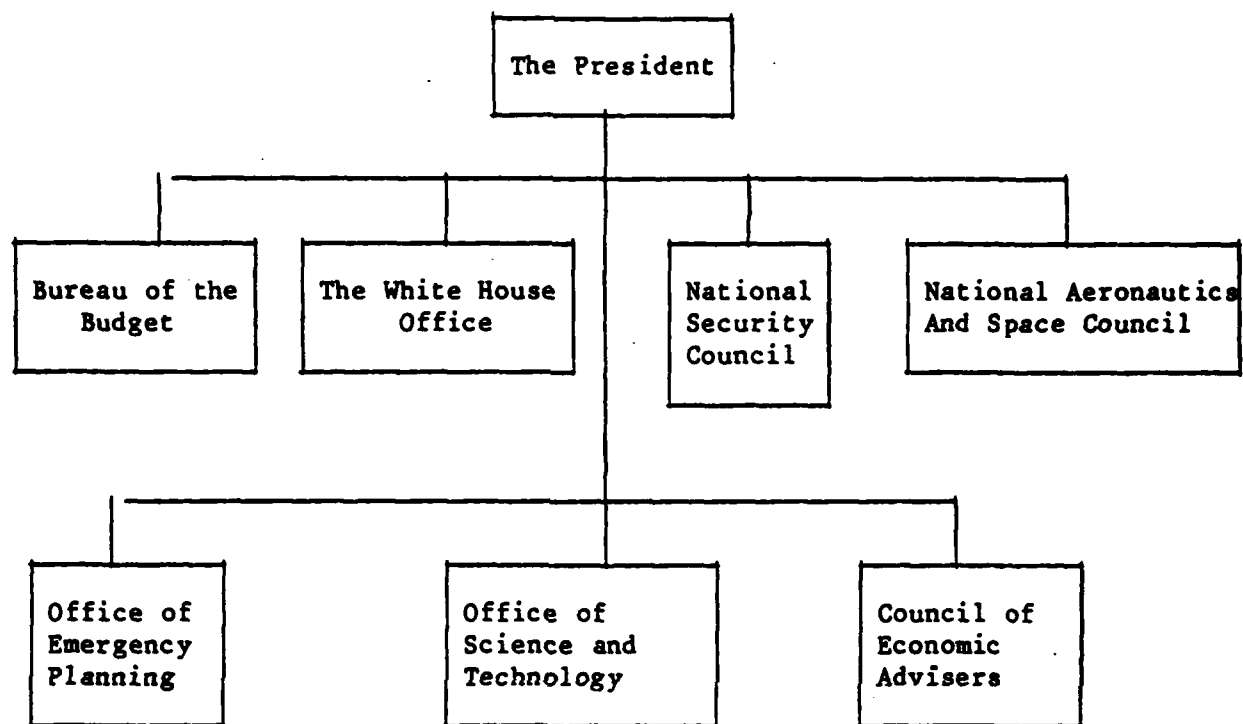 The President
Bureau of the
Budget
The White House
Office
National
Security
Council
National Aeronautics
And Space Council
Office of
Emergency
Planning
Office of
Science and
Technology
Council of
Economic
Advisers